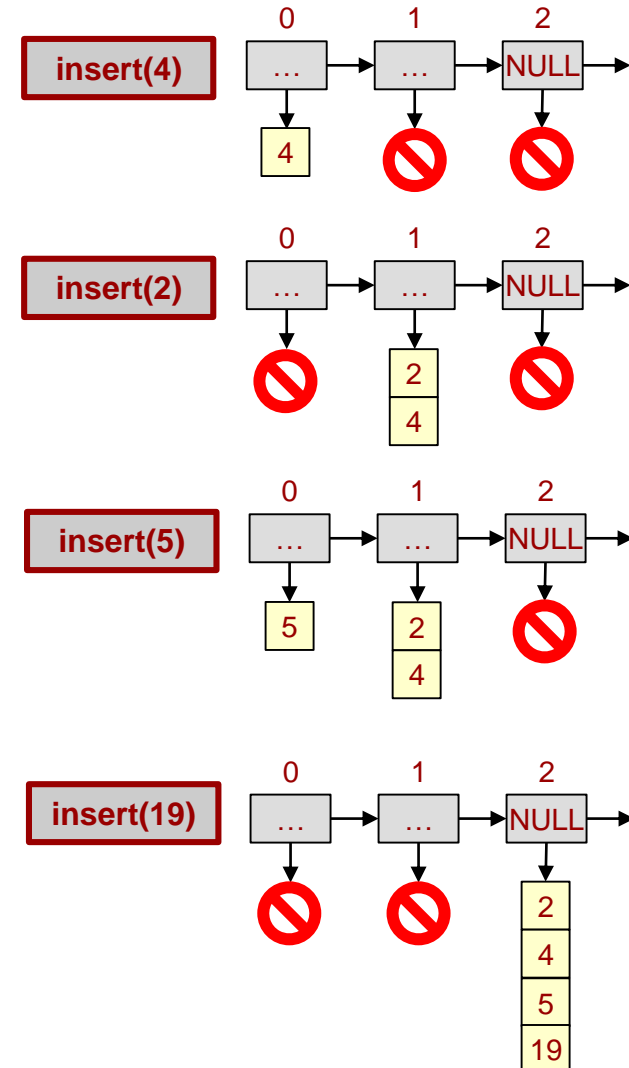 0 1 2
insert(4) … … NULL
4
0 1 2
insert(2) … … NULL
2
4
0 1 2
insert(5) … … NULL
5 2
4
0 1 2
insert(19) … … NULL
2
4
5
19